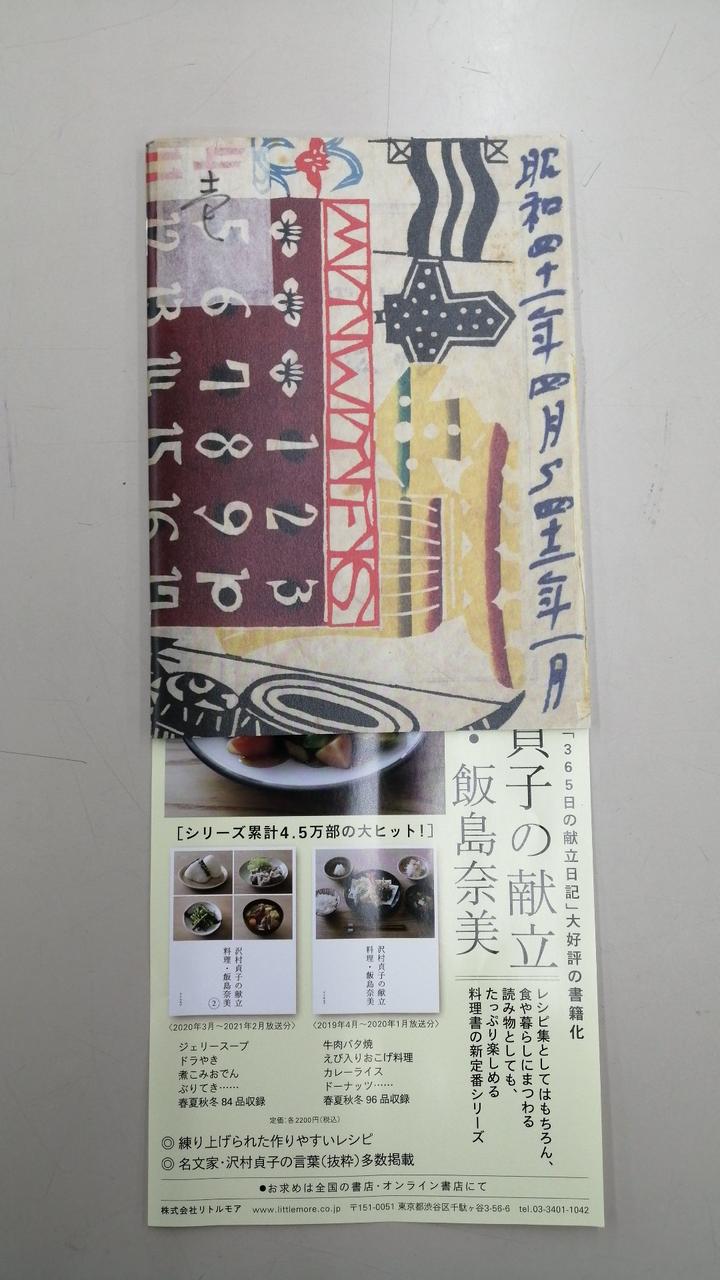 昭和四十一年四月〜四十二年一月
壱
1 2 3
5 6 7 8 9 10
12 13 14 15 16 17
「365日の献立日記」大好評の書籍化
貞子の献立
・飯島奈美
レシピ集としてはもちろん、
食や暮らしにまつわる
読み物としても、
たっぷり楽しめる
料理書の新定番シリーズ
[シリーズ累計4.5万部の大ヒット!]
沢村貞子の献立
料理・飯島奈美
②
沢村貞子の献立
料理・飯島奈美
〈2020年3月〜2021年2月放送分〉
ジェリースープ
ドラやき
煮こみおでん
ぶりてき……
春夏秋冬84品収録
〈2019年4月〜2020年1月放送分〉
牛肉バタ焼
えび入りおこげ料理
カレーライス
ドーナッツ……
春夏秋冬96品収録
定価:各2200円(税込)
◎ 練り上げられた作りやすいレシピ
◎ 名文家・沢村貞子の言葉(抜粋)多数掲載
●お求めは全国の書店・オンライン書店にて
株式会社リトルモア www.littlemore.co.jp 〒151-0051 東京都渋谷区千駄ヶ谷3-56-6 tel.03-3401-1042